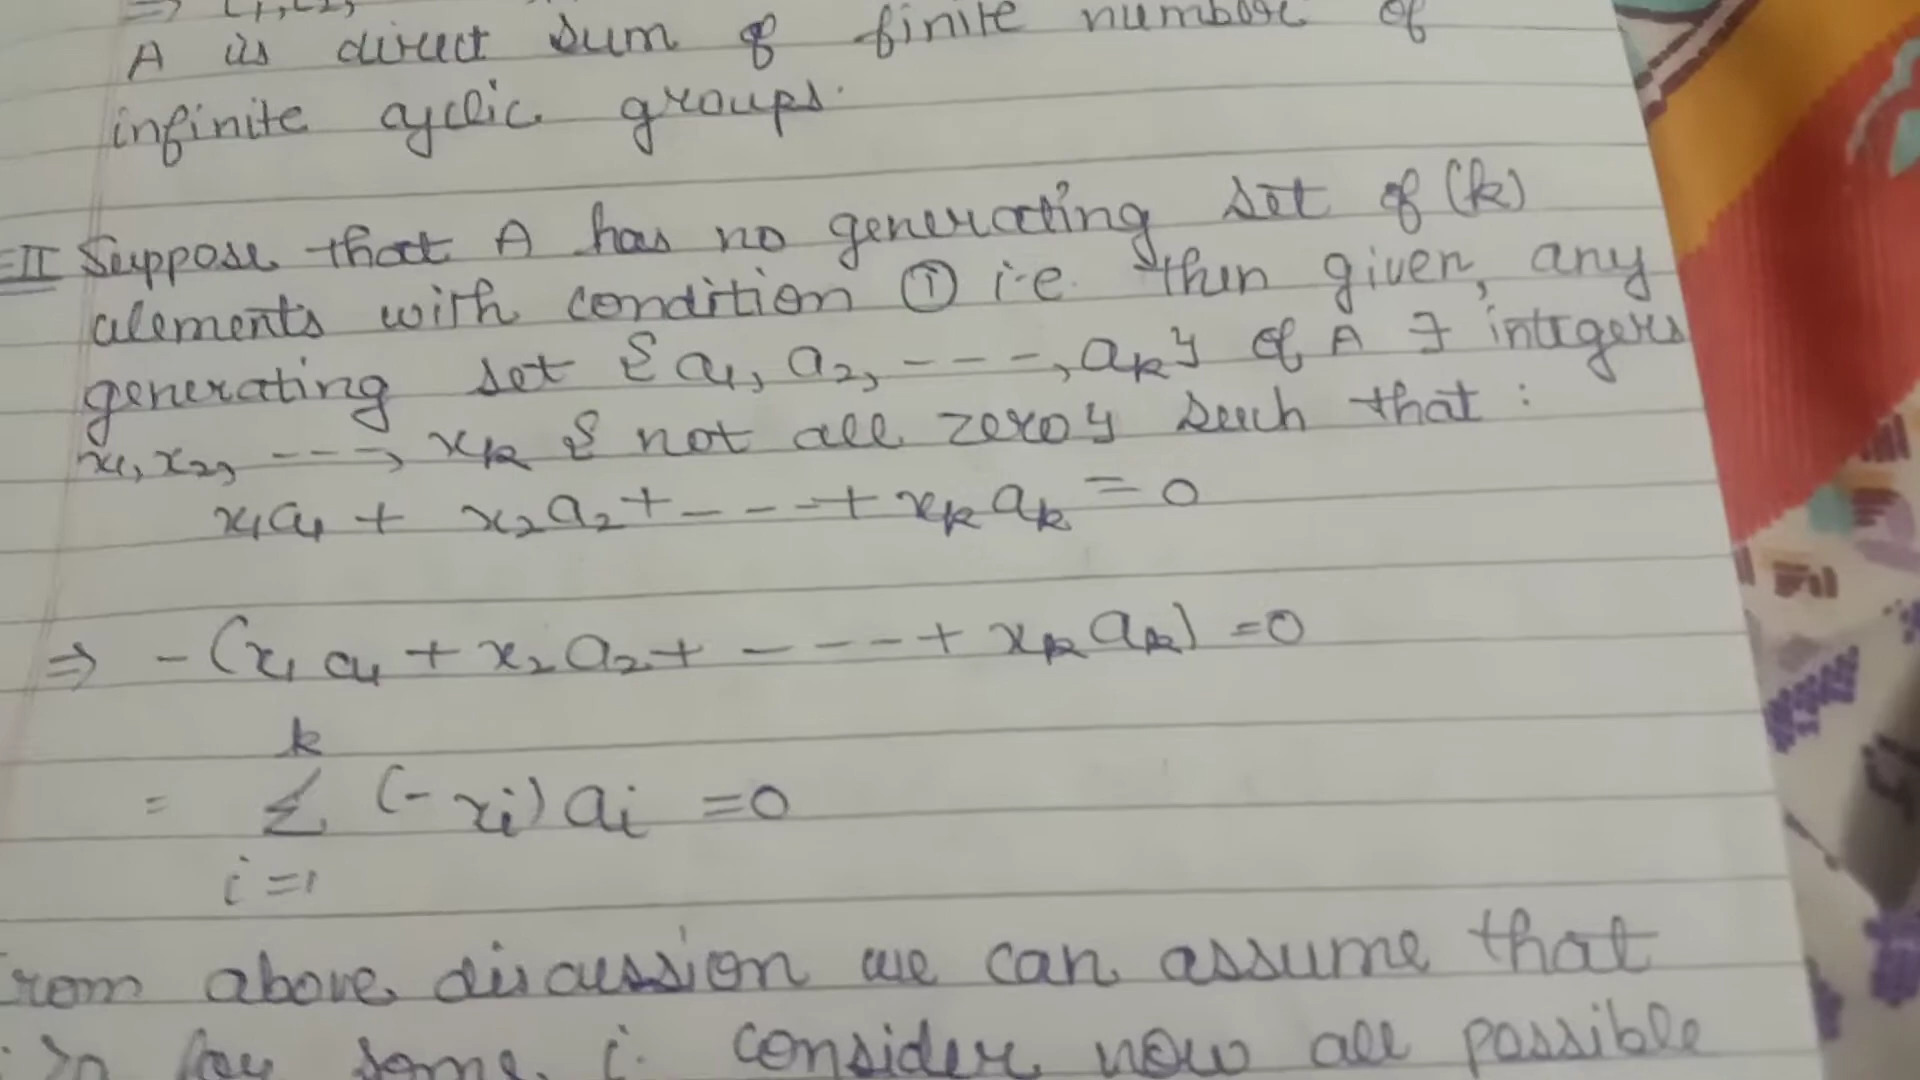 A is direct sum of finite number of
infinite cyclic groups.
II Suppose that A has no generating set of (k)
elements with condition ① i.e. then given, any
generating set {a₁, a₂, ----, aₖ} of A ∃ integers
x₁, x₂, ---, xₖ {not all zero} such that :
x₁a₁ + x₂a₂ + ---- + xₖaₖ = 0
⇒ -(x₁a₁ + x₂a₂ + ---- + xₖaₖ) = 0
k
= Σ (-xᵢ) aᵢ = 0
i=1
rom above discussion we can assume that
for some i. consider now all possible